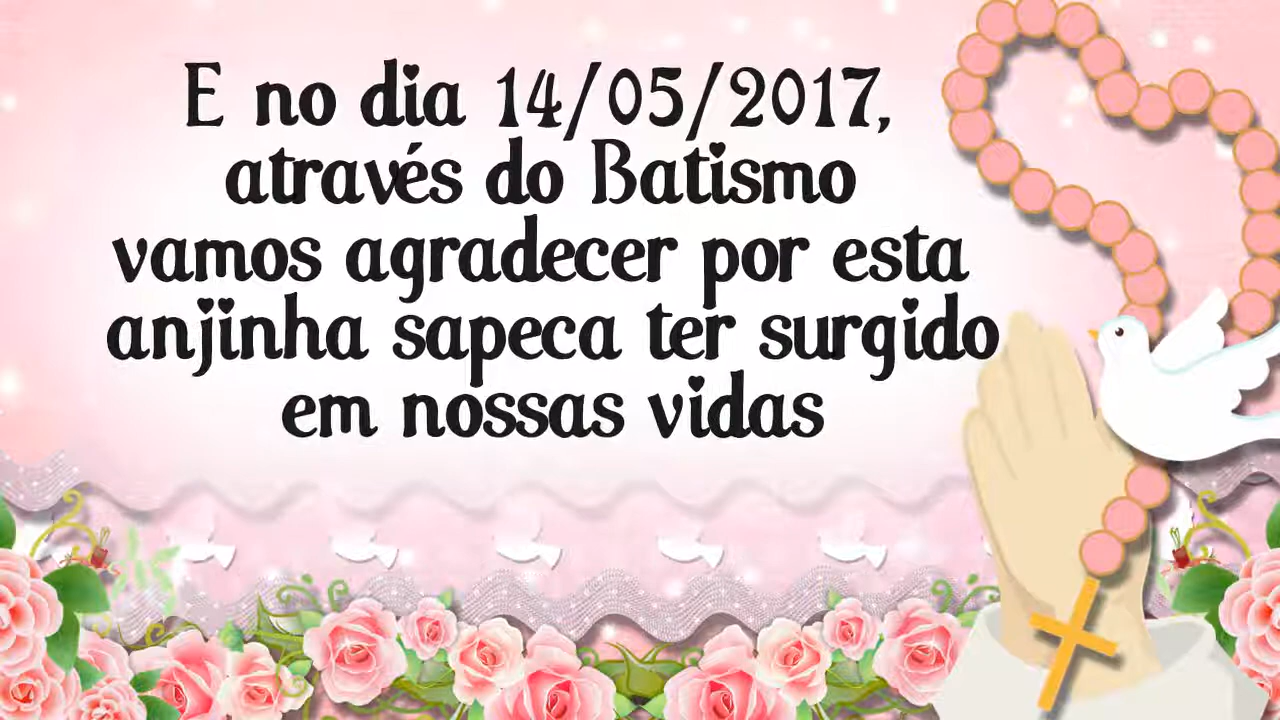 E no dia 14/05/2017,
através do Batismo
vamos agradecer por esta
anjinha sapeca ter surgido
em nossas vidas